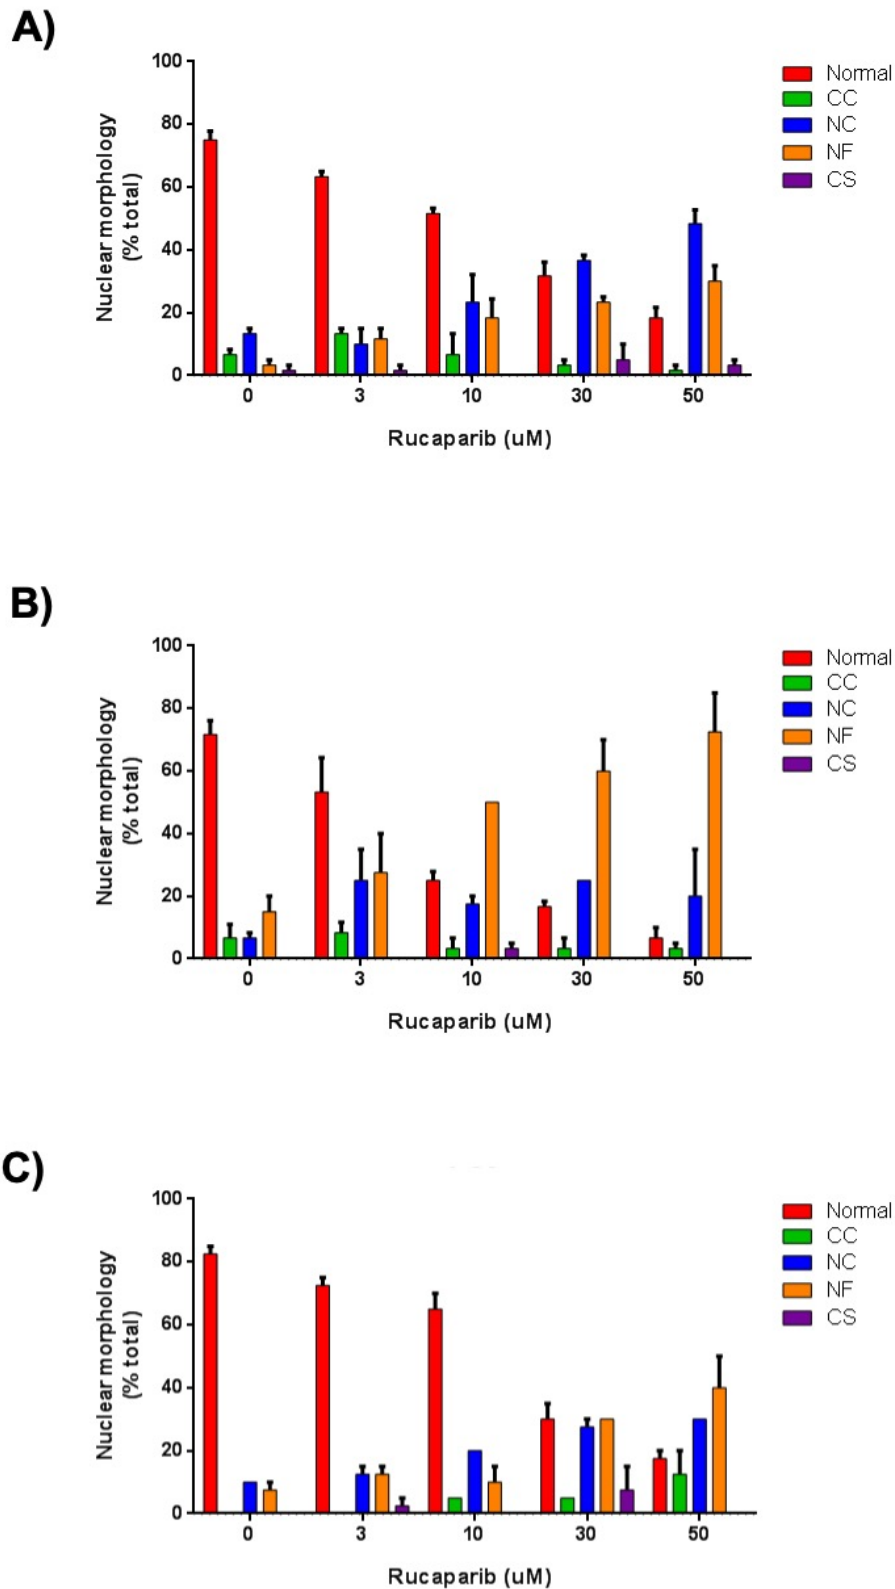 A)
100
80
60
40
20
0
Nuclear morphology
(% total)
0 3 10 30 50
Rucaparib (uM)
Normal
CC
NC
NF
CS
B)
100
80
60
40
20
0
Nuclear morphology
(% total)
0 3 10 30 50
Rucaparib (uM)
Normal
CC
NC
NF
CS
C)
100
80
60
40
20
0
Nuclear morphology
(% total)
0 3 10 30 50
Rucaparib (uM)
Normal
CC
NC
NF
CS